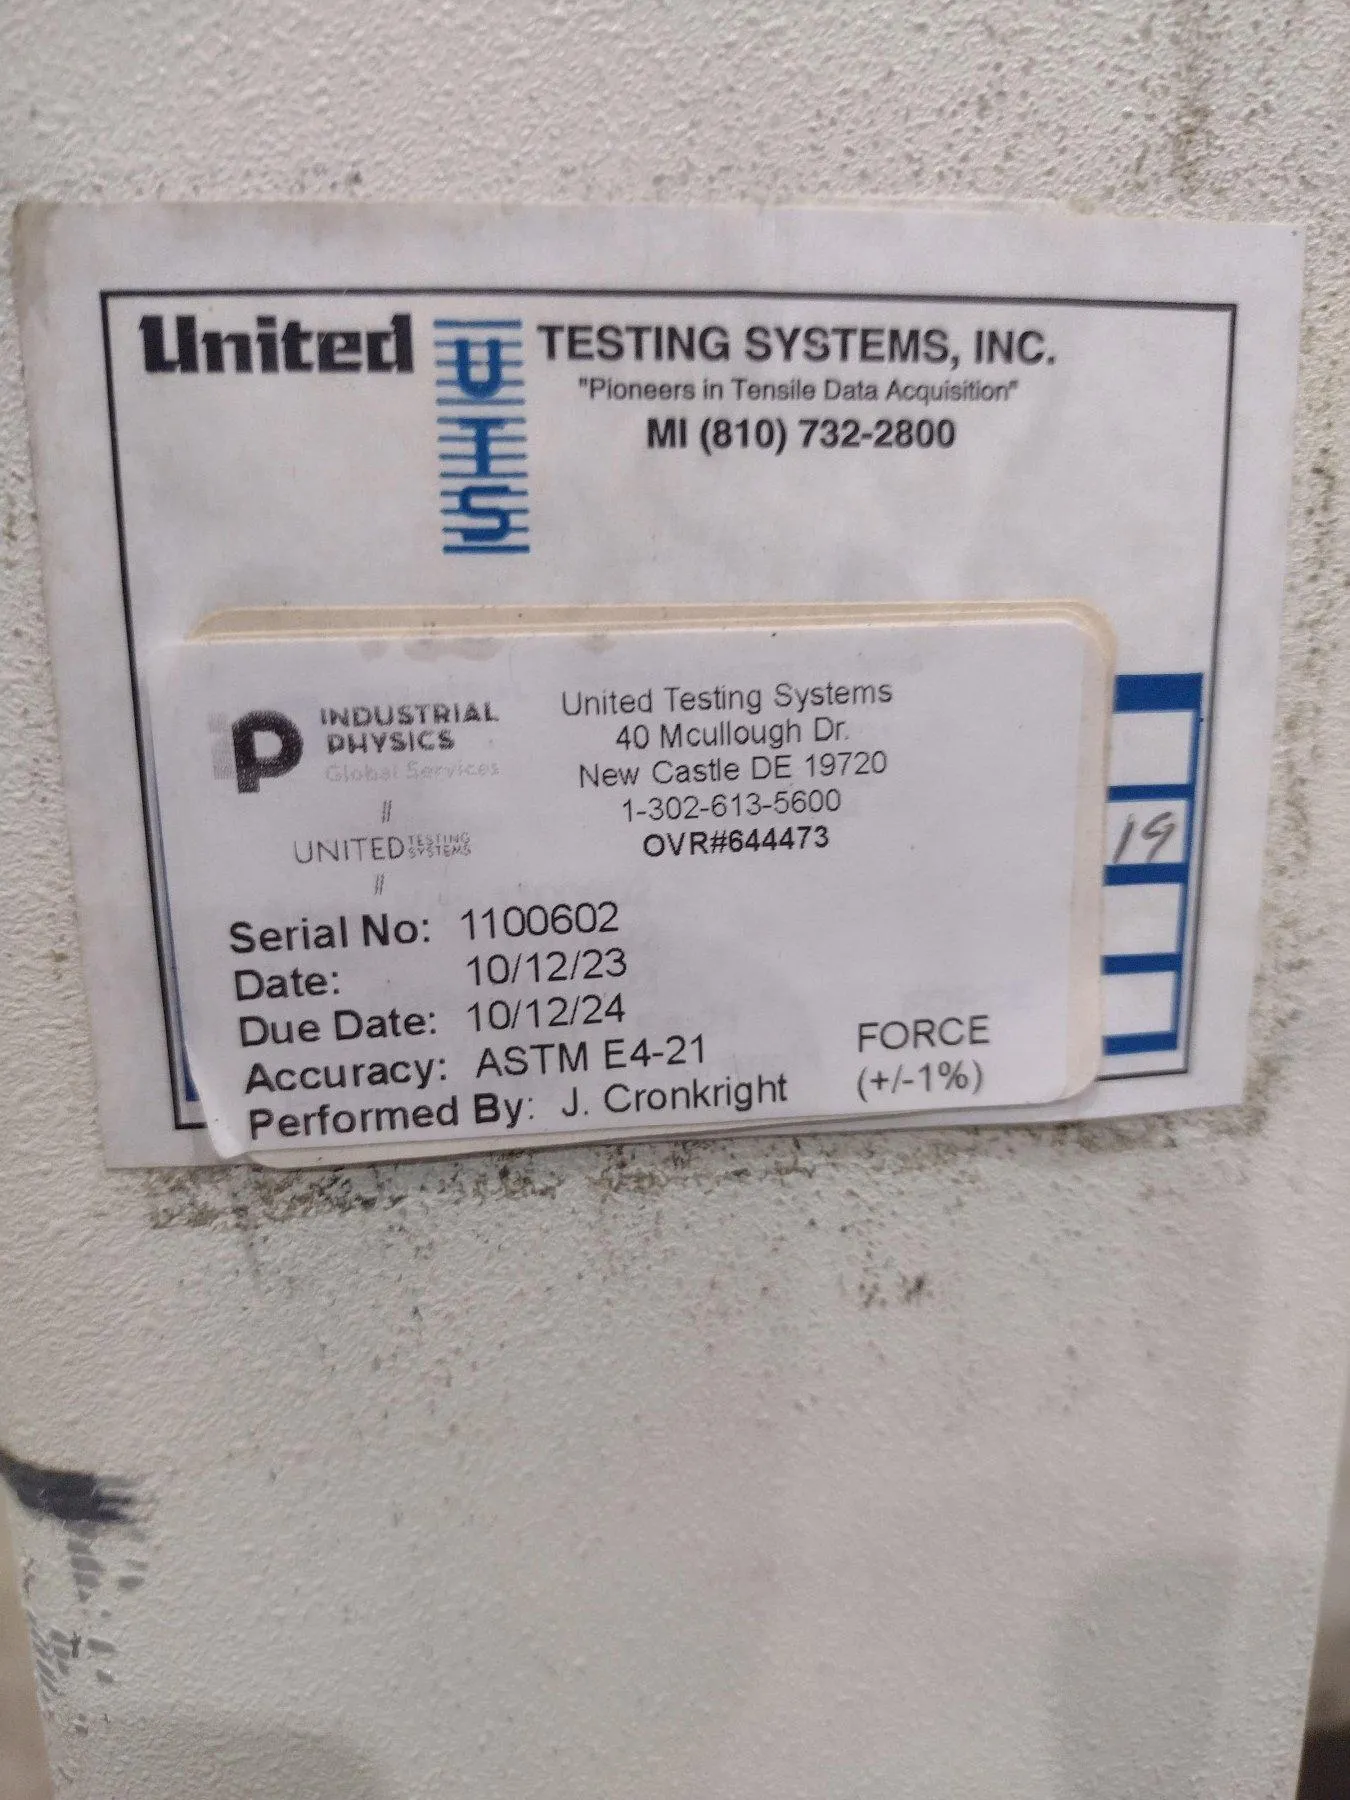 United UTS TESTING SYSTEMS, INC.
"Pioneers in Tensile Data Acquisition"
MI (810) 732-2800
INDUSTRIAL
PHYSICS
Global Services
//
UNITED TESTING SYSTEMS
//
United Testing Systems
40 Mcullough Dr.
New Castle DE 19720
1-302-613-5600
OVR#644473
19
Serial No: 1100602
Date: 10/12/23
Due Date: 10/12/24
Accuracy: ASTM E4-21 FORCE
Performed By: J. Cronkright (+/-1%)